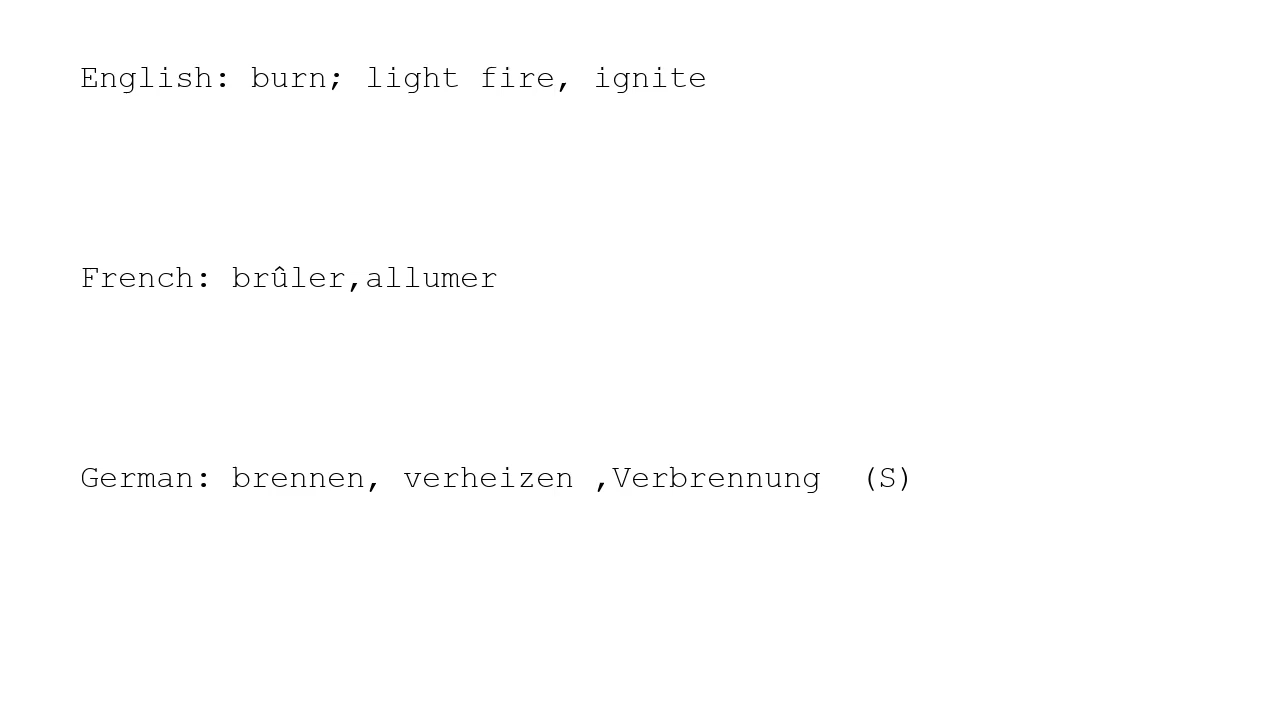 English: burn; light fire, ignite
French: brûler,allumer
German: brennen, verheizen ,Verbrennung  (S)